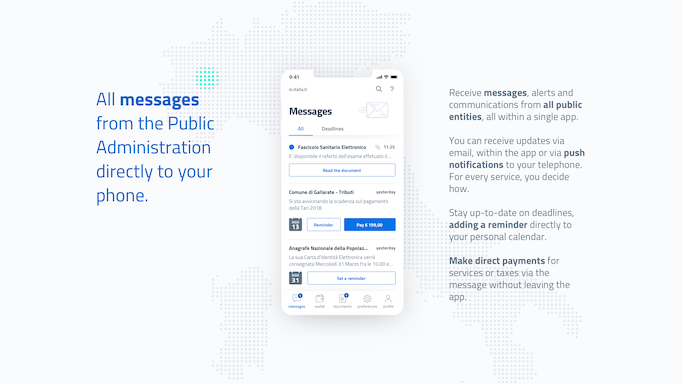 All messages
from the Public
Administration
directly to your
phone.
9:41
io.italia.it
Messages
All
Deadlines
Fascicolo Sanitario Elettronico
11.25
E' disponibile il referto dell'esame effettuato il...
Read the document
Comune di Gallarate - Tributi
yesterday
Si sta avvicinando la scadenza sul pagamento
della Tari 2018
13
Reminder
Pay € 199,00
Anagrafe Nazionale della Popolaz...
yesterday
La sua Carta d'Identità Elettronica verrà
consegnata Mercoledì 31 Marzo fra le 10.30 e...
31
Set a reminder
messages
wallet
documents
preferences
profile
Receive messages, alerts and
communications from all public
entities, all within a single app.
You can receive updates via
email, within the app or via push
notifications to your telephone.
For every service, you decide
how.
Stay up-to-date on deadlines,
adding a reminder directly to
your personal calendar.
Make direct payments for
services or taxes via the
message without leaving the
app.